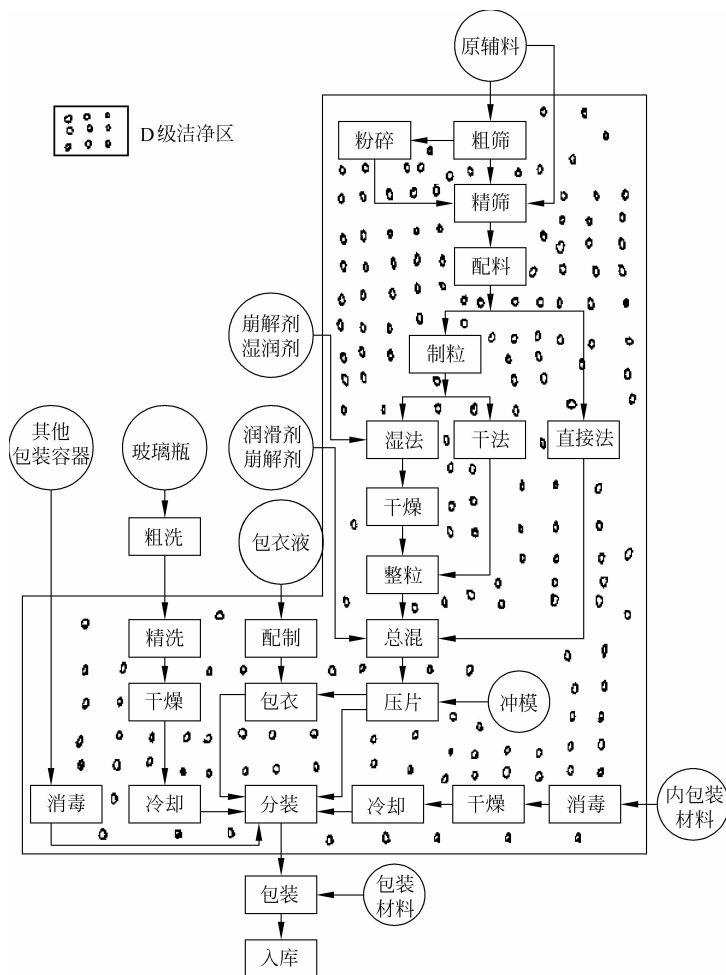 原辅料
D级洁净区
粉碎
粗筛
精筛
配料
崩解剂
湿润剂
制粒
其他
包装容器
玻璃瓶
润滑剂
崩解剂
湿法
干法
直接法
粗洗
包衣液
干燥
整粒
精洗
配制
总混
干燥
包衣
压片
冲模
消毒
冷却
分装
冷却
干燥
消毒
内包装
材料
包装
包装
材料
入库